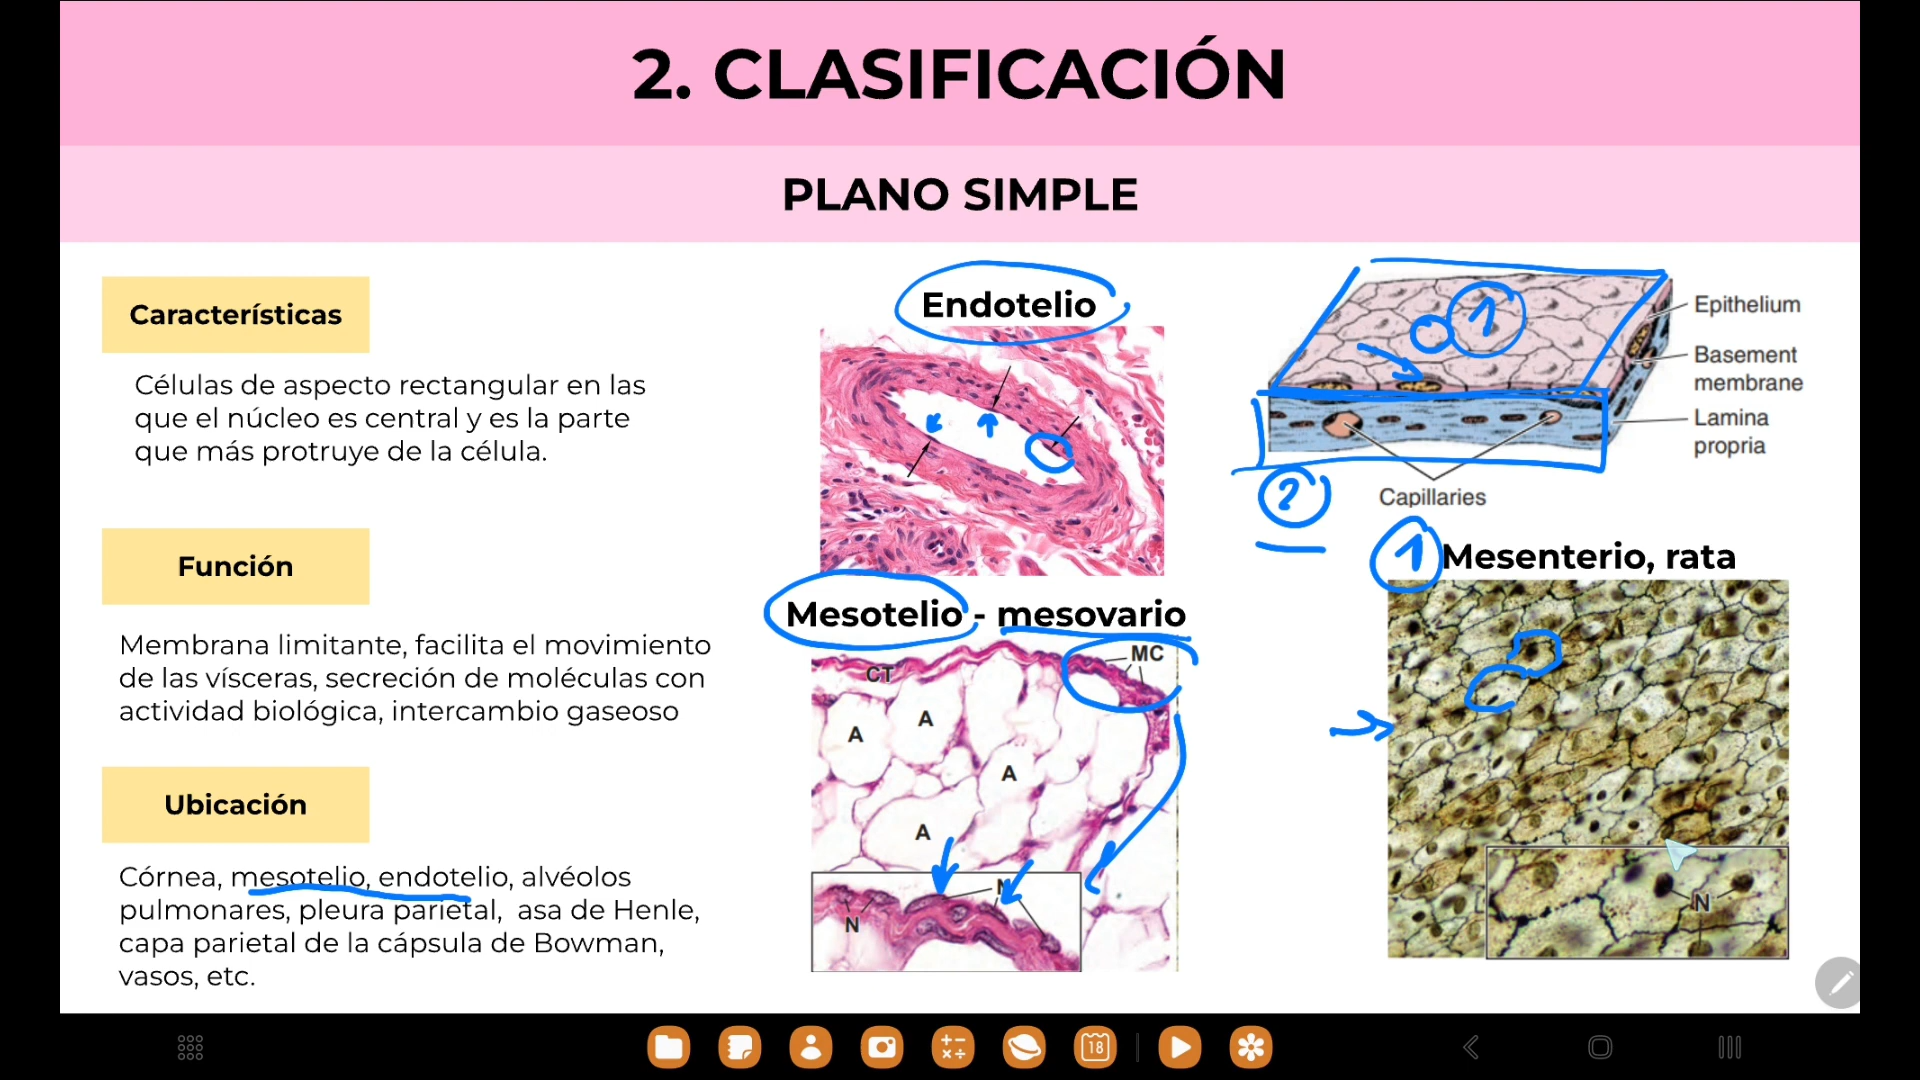 2. CLASIFICACIÓN
PLANO SIMPLE
Características
Células de aspecto rectangular en las
que el núcleo es central y es la parte
que más protruye de la célula.
Función
Membrana limitante, facilita el movimiento
de las vísceras, secreción de moléculas con
actividad biológica, intercambio gaseoso
Ubicación
Córnea, mesotelio, endotelio, alvéolos
pulmonares, pleura parietal, asa de Henle,
capa parietal de la cápsula de Bowman,
vasos, etc.
Endotelio
Mesotelio - mesovario
MC
CT
A
A
A
A
N
N
1
Epithelium
Basement
membrane
Lamina
propria
Capillaries
2
1
Mesenterio, rata
N
18